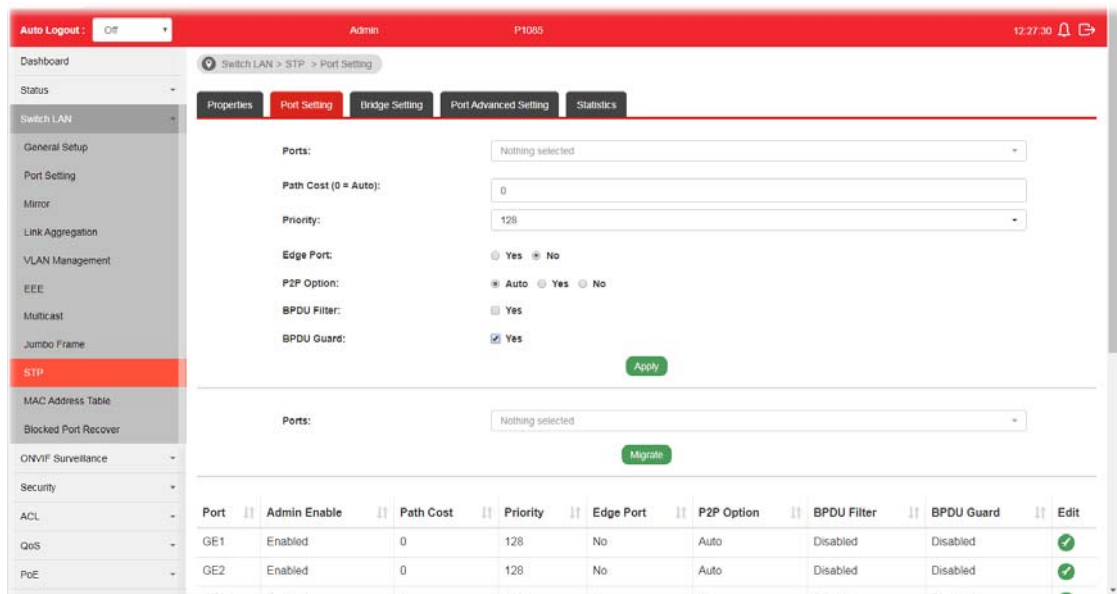 Auto Logout : Off Admin P1085 12:27:30
Dashboard
Status
Switch LAN
General Setup
Port Setting
Mirror
Link Aggregation
VLAN Management
EEE
Multicast
Jumbo Frame
STP
MAC Address Table
Blocked Port Recover
ONVIF Surveillance
Security
ACL
QoS
PoE
Switch LAN > STP > Port Setting
Properties Port Setting Bridge Setting Port Advanced Setting Statistics
Ports: Nothing selected
Path Cost (0 = Auto): 0
Priority: 128
Edge Port: Yes No
P2P Option: Auto Yes No
BPDU Filter: Yes
BPDU Guard: Yes
Apply
Ports: Nothing selected
Migrate
Port Admin Enable Path Cost Priority Edge Port P2P Option BPDU Filter BPDU Guard Edit
GE1 Enabled 0 128 No Auto Disabled Disabled
GE2 Enabled 0 128 No Auto Disabled Disabled